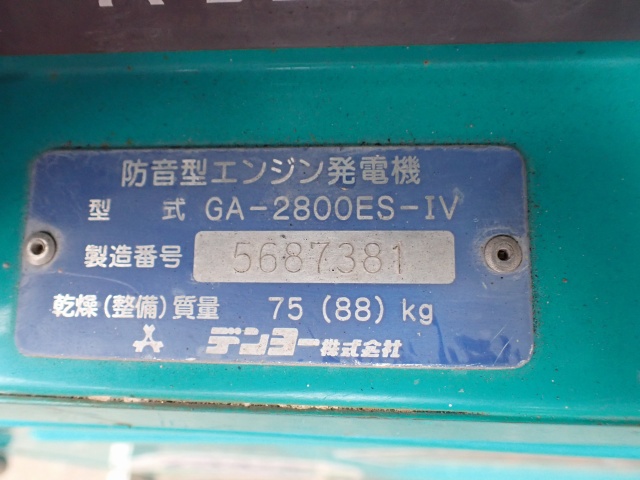 防音型エンジン発電機
型 式 GA-2800ES-IV
製造番号 5687381
乾燥(整備)質量 75(88)kg
デンヨー株式会社